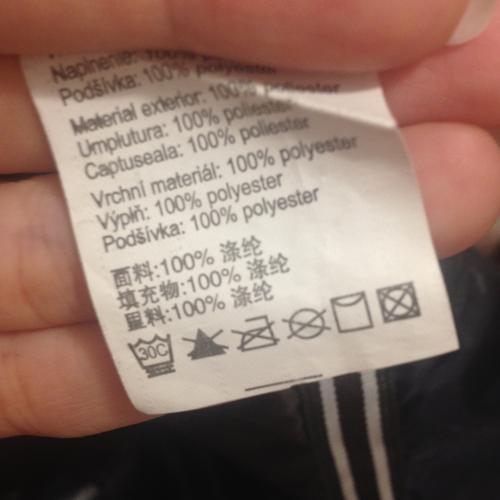 Naplnenie: 100%
Podšívka: 100% polyester
Material exterior: 100% poliester
Umplutura: 100% poliester
Captuseala: 100% poliester
Vrchní materiál: 100% polyester
Výplň: 100% polyester
Podšívka: 100% polyester
面料:100% 涤纶
填充物:100% 涤纶
里料:100% 涤纶
30C